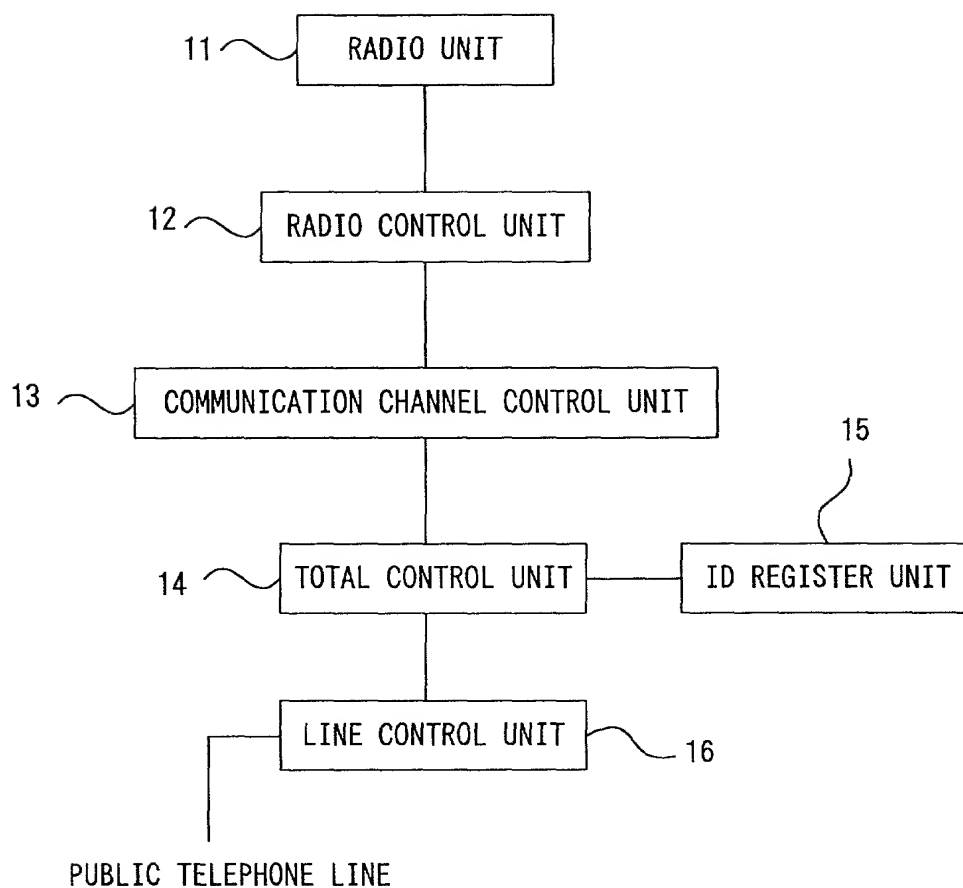 11
RADIO UNIT
12
RADIO CONTROL UNIT
13
COMMUNICATION CHANNEL CONTROL UNIT
15
14
TOTAL CONTROL UNIT
ID REGISTER UNIT
LINE CONTROL UNIT
16
PUBLIC TELEPHONE LINE